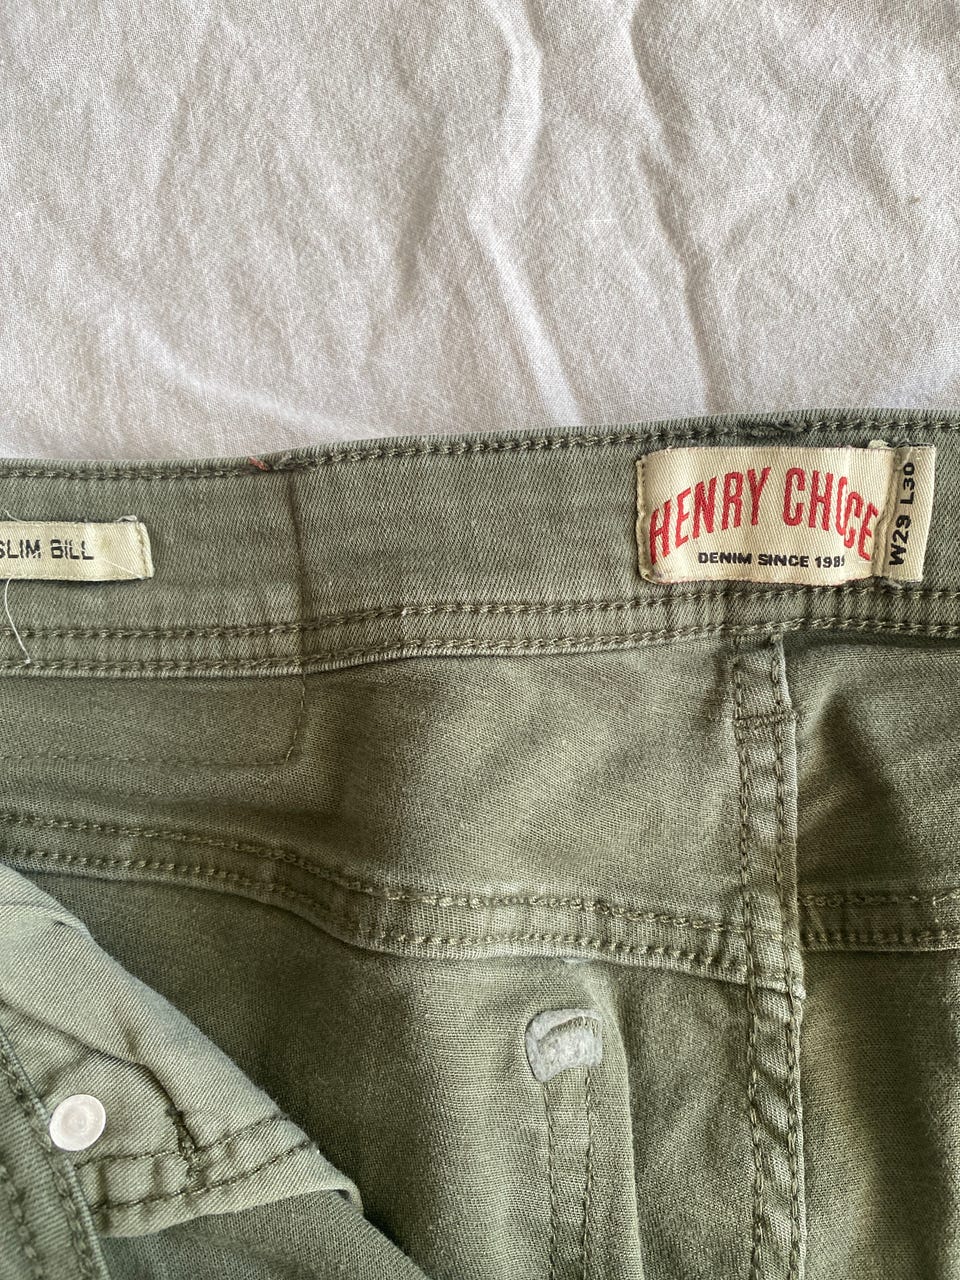 SLIM BILL
HENRY CHOICE
DENIM SINCE 1989
W29 L30